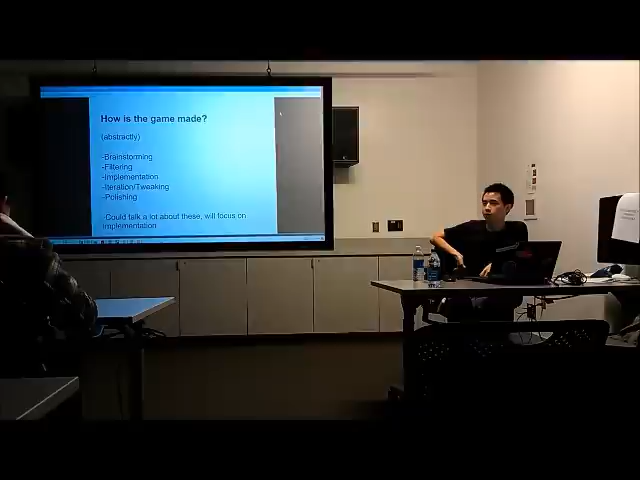 How is the game made?
(abstractly)
-Brainstorming
-Filtering
-Implementation
-Iteration/Tweaking
-Polishing
-Could talk a lot about these, will focus on
implementation